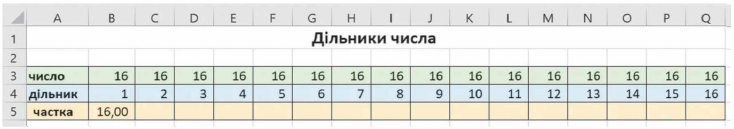 A B C D E F G H I J K L M N O P Q
1 Дільники числа
2
3 число 16 16 16 16 16 16 16 16 16 16 16 16 16 16 16 16
4 дільник 1 2 3 4 5 6 7 8 9 10 11 12 13 14 15 16
5 частка 16,00